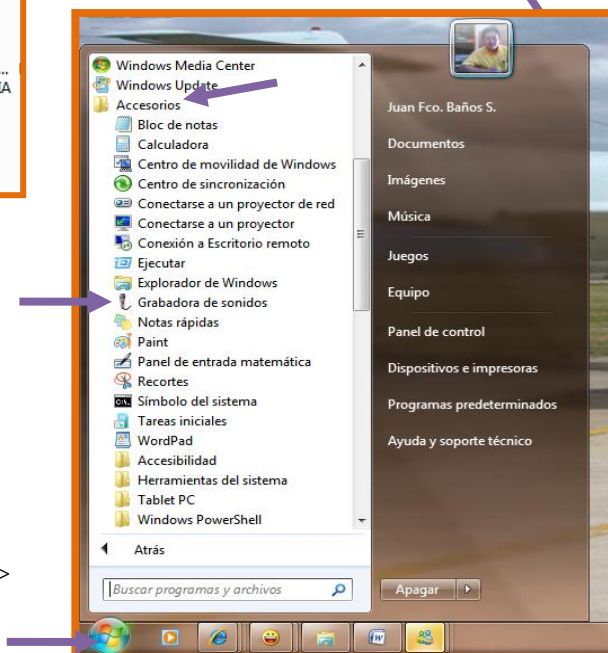 ...
ÍA
Windows Media Center
Windows Update
Accesorios
Bloc de notas
Calculadora
Centro de movilidad de Windows
Centro de sincronización
Conectarse a un proyector de red
Conectarse a un proyector
Conexión a Escritorio remoto
Ejecutar
Explorador de Windows
Grabadora de sonidos
Notas rápidas
Paint
Panel de entrada matemática
Recortes
Símbolo del sistema
Tareas iniciales
WordPad
Accesibilidad
Herramientas del sistema
Tablet PC
Windows PowerShell
Atrás
Buscar programas y archivos
Juan Fco. Baños S.
Documentos
Imágenes
Música
Juegos
Equipo
Panel de control
Dispositivos e impresoras
Programas predeterminados
Ayuda y soporte técnico
Apagar
>